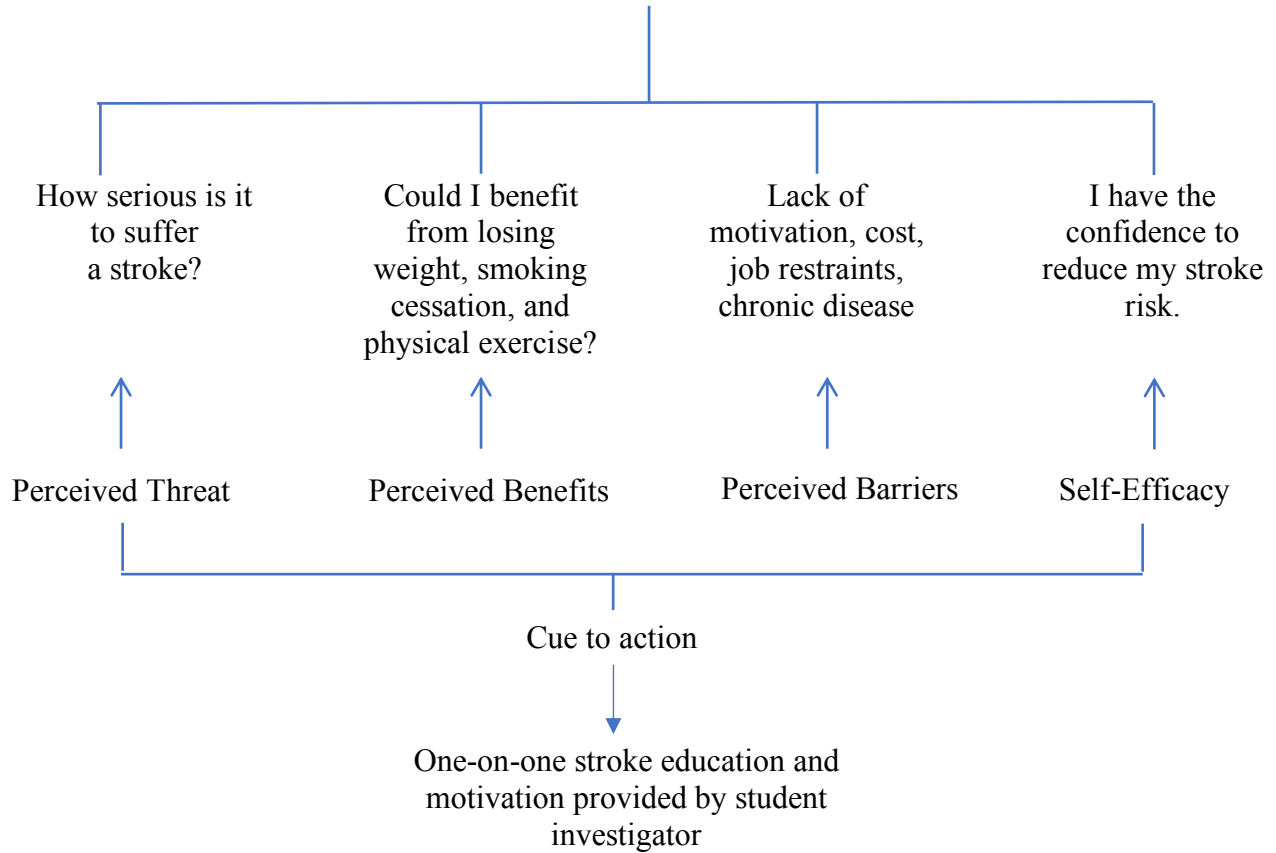 How serious is it
to suffer
a stroke?
Could I benefit
from losing
weight, smoking
cessation, and
physical exercise?
Lack of
motivation, cost,
job restraints,
chronic disease
I have the
confidence to
reduce my stroke
risk.
Perceived Threat
Perceived Benefits
Perceived Barriers
Self-Efficacy
Cue to action
One-on-one stroke education and
motivation provided by student
investigator